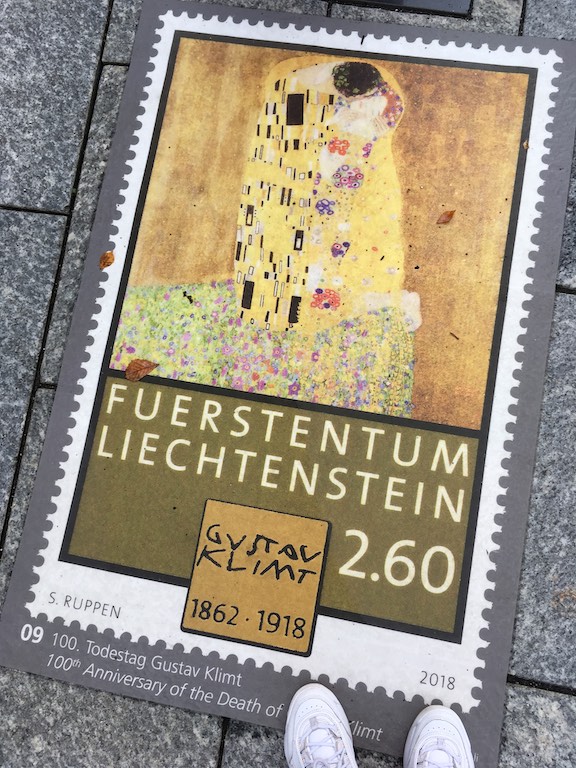 FUERSTENTUM
LIECHTENSTEIN
GUSTAV
KLIMT
1862 · 1918
2.60
S. RUPPEN
2018
09 100. Todestag Gustav Klimt
100th Anniversary of the Death of Klimt